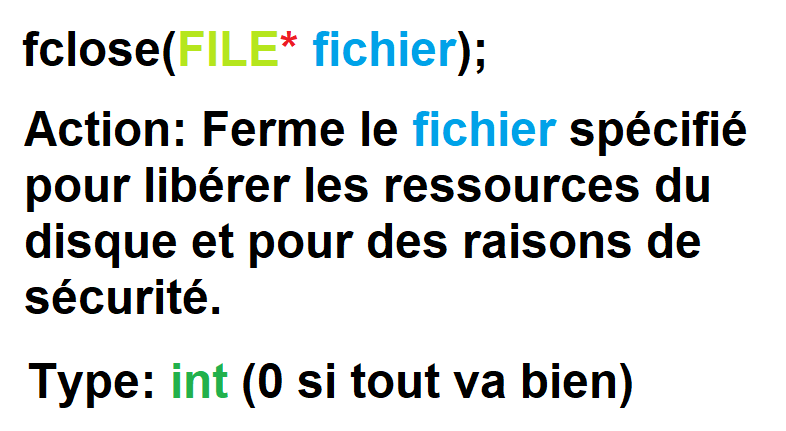 fclose(FILE* fichier);
Action: Ferme le fichier spécifié
pour libérer les ressources du
disque et pour des raisons de
sécurité.
Type: int (0 si tout va bien)